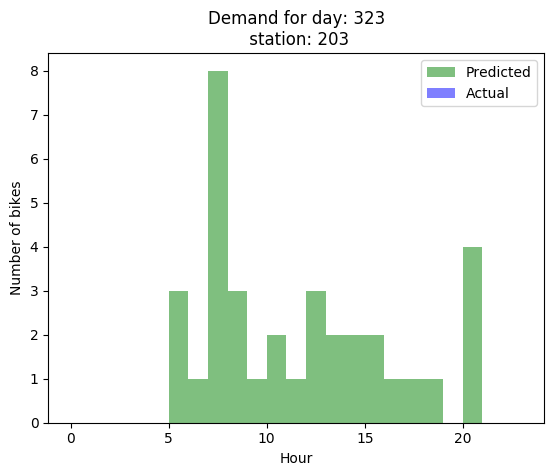 Demand for day: 323
station: 203
Predicted
Actual
Number of bikes
8
7
6
5
4
3
2
1
0
0 5 10 15 20
Hour